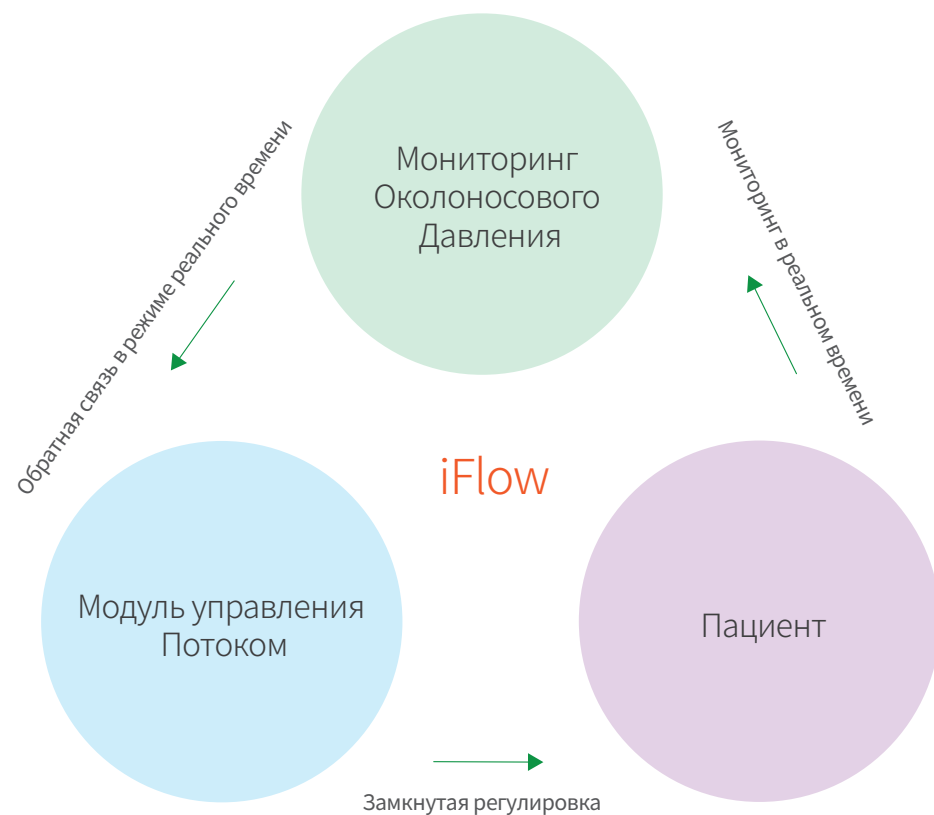 Мониторинг
Околоносового
Давления
Обратная связь в режиме реального времени
Мониторинг в реальном времени
iFlow
Модуль управления
Потоком
Пациент
Замкнутая регулировка